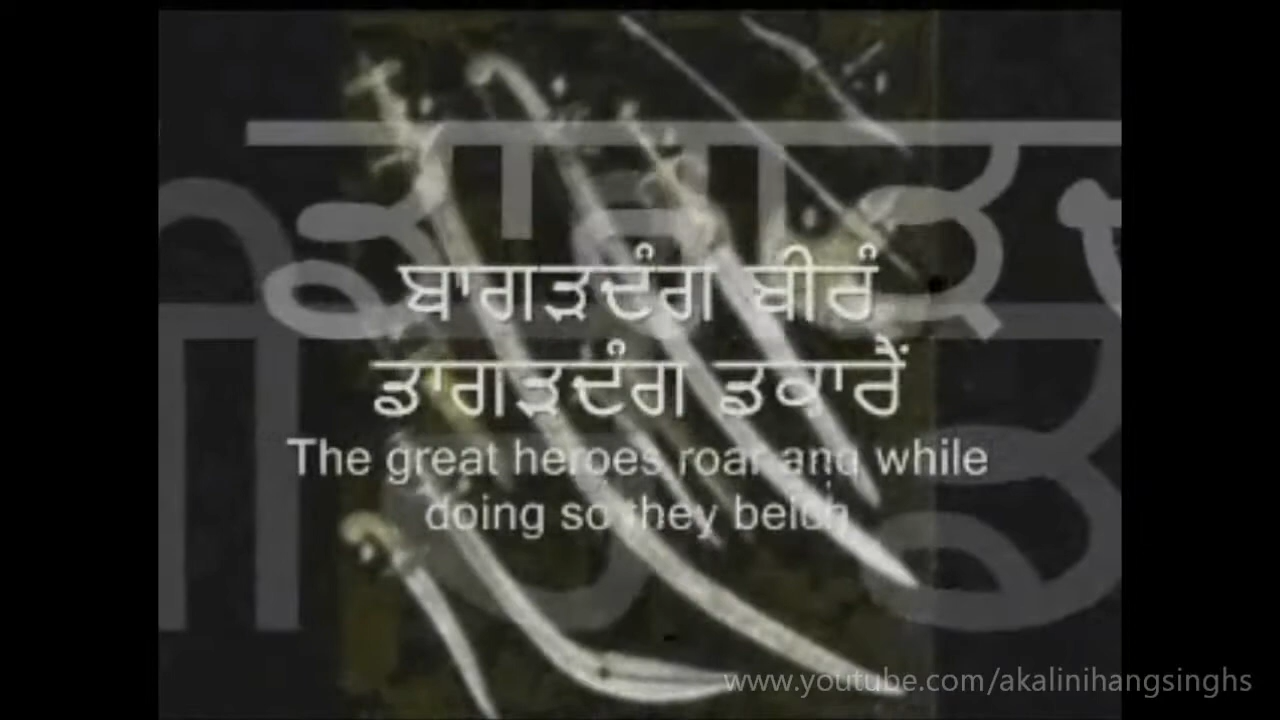 ਬਾਗੜਦੰਗ ਬੀਰੰ
ਡਾਗੜਦੰਗ ਡਕਾਰੈਂ
The great heroes roar and while
doing so they belch
www.youtube.com/akalinihangsinghs